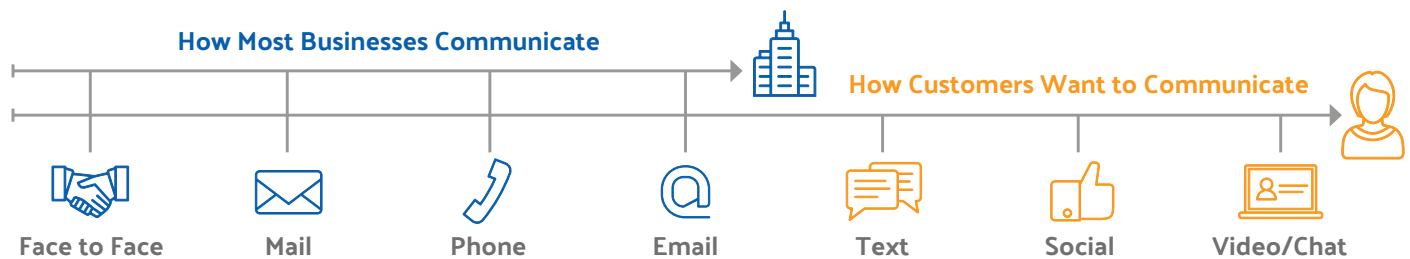 How Most Businesses Communicate
How Customers Want to Communicate
Face to Face
Mail
Phone
Email
Text
Social
Video/Chat